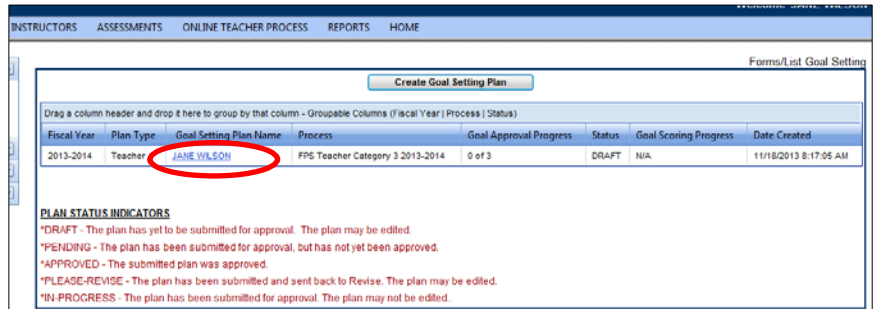 Welcome JANE WILSON
INSTRUCTORS ASSESSMENTS ONLINE TEACHER PROCESS REPORTS HOME
Forms/List Goal Setting
Create Goal Setting Plan
Drag a column header and drop it here to group by that column - Groupable Columns (Fiscal Year | Process | Status)
Fiscal Year Plan Type Goal Setting Plan Name Process Goal Approval Progress Status Goal Scoring Progress Date Created
2013-2014 Teacher JANE WILSON FPS Teacher Category 3 2013-2014 0 of 3 DRAFT N/A 11/18/2013 8:17:05 AM
PLAN STATUS INDICATORS
*DRAFT - The plan has yet to be submitted for approval. The plan may be edited.
*PENDING - The plan has been submitted for approval, but has not yet been approved.
*APPROVED - The submitted plan was approved.
*PLEASE-REVISE - The plan has been submitted and sent back to Revise. The plan may be edited.
*IN-PROGRESS - The plan has been submitted for approval. The plan may not be edited..